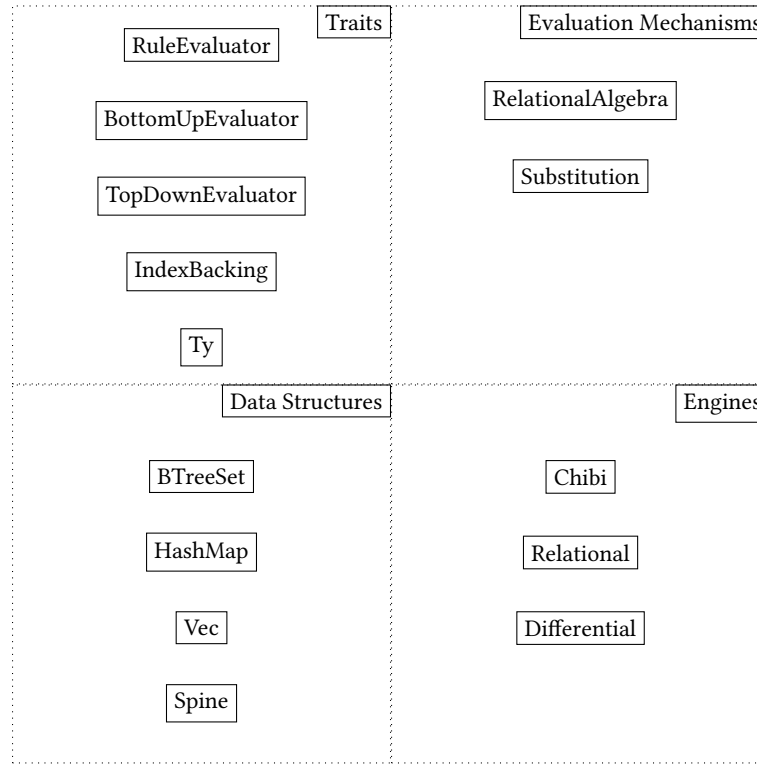 Traits
RuleEvaluator
BottomUpEvaluator
TopDownEvaluator
IndexBacking
Ty
Evaluation Mechanisms
RelationalAlgebra
Substitution
Data Structures
BTreeSet
HashMap
Vec
Spine
Engines
Chibi
Relational
Differential